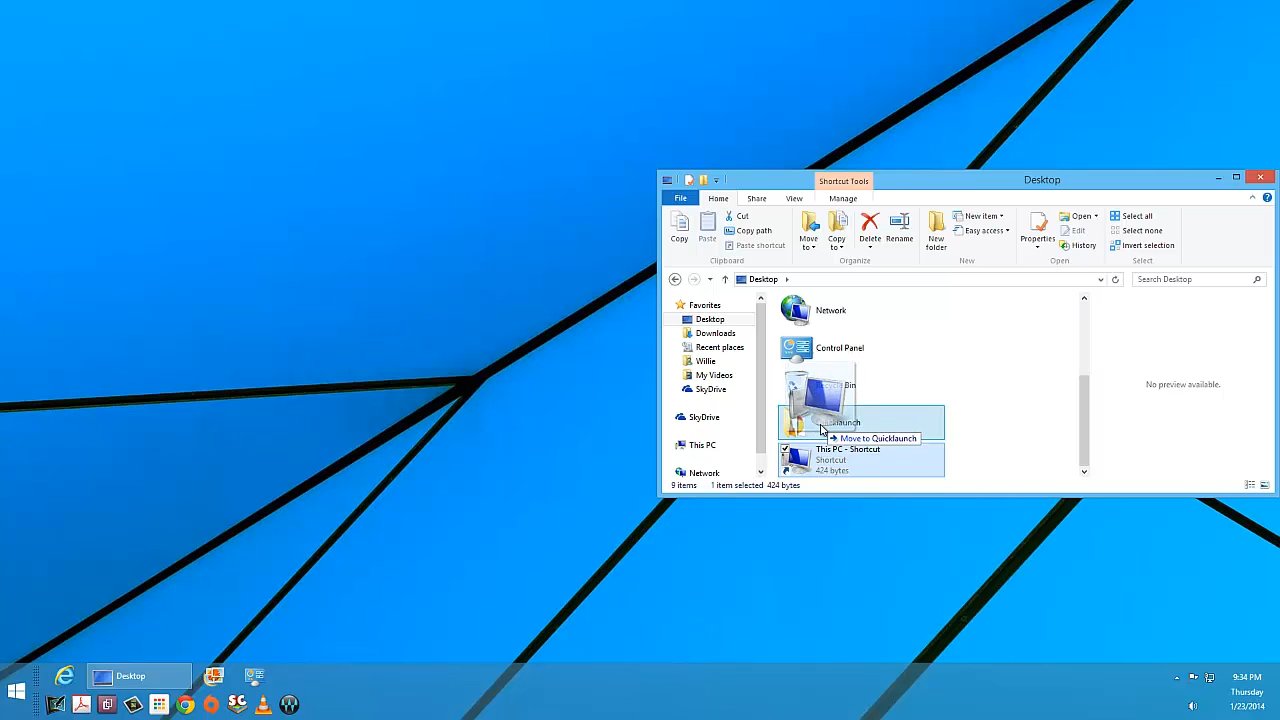 Shortcut Tools
Desktop
File
Home
Share
View
Manage
Copy
Paste
Cut
Copy path
Paste shortcut
Clipboard
Move to
Copy to
Delete
Rename
Organize
New folder
New item
Easy access
New
Properties
Open
Edit
History
Open
Select all
Select none
Invert selection
Select
Desktop
Search Desktop
Favorites
Desktop
Downloads
Recent places
Willie
My Videos
SkyDrive
SkyDrive
This PC
Network
Network
Control Panel
Bin
Move to Quicklaunch
This PC - Shortcut
Shortcut
424 bytes
No preview available.
9 items
1 item selected 424 bytes
Desktop
SC
9:34 PM
Thursday
1/23/2014